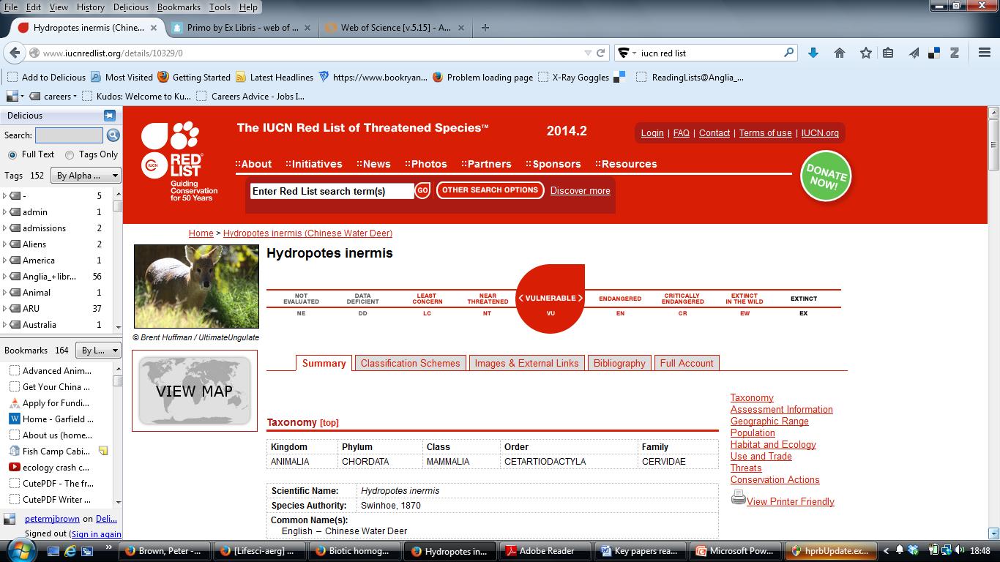 File Edit View History Delicious Bookmarks Tools Help
Hydropotes inermis (Chine... × Primo by Ex Libris - web of ... × Web of Science [v.5.15] - A... × +
www.iucnredlist.org/details/10329/0 iucn red list
Add to Delicious Most Visited Getting Started Latest Headlines https://www.bookryan... Problem loading page X-Ray Goggles ReadingLists@Anglia_...
careers Kudos: Welcome to Ku... Careers Advice - Jobs I...
Delicious
Search:
Full Text Tags Only
Tags 152 By Alpha ...
- 5
admin 1
admissions 2
Aliens 2
America 1
Anglia_+libr... 56
Animal 1
ARU 37
Australia 1
Bookmarks 164 By L...
Advanced Anim...
Get Your China ...
Apply for Fundi...
Home - Garfield ...
About us (home...
Fish Camp Cabi...
ecology crash c...
CutePDF - The fr...
CutePDF Writer ...
petermjbrown on Deli...
Signed out (Sign in again
IUCN
RED
LIST
Guiding
Conservation
for 50 Years
The IUCN Red List of Threatened Species™ 2014.2
Login | FAQ | Contact | Terms of use | IUCN.org
::About ::Initiatives ::News ::Photos ::Partners ::Sponsors ::Resources
DONATE
NOW!
Enter Red List search term(s) GO OTHER SEARCH OPTIONS Discover more
Home > Hydropotes inermis (Chinese Water Deer)
Hydropotes inermis
© Brent Huffman / UltimateUngulate
VIEW MAP
NOT EVALUATED DATA DEFICIENT LEAST CONCERN NEAR THREATENED < VULNERABLE > ENDANGERED CRITICALLY ENDANGERED EXTINCT IN THE WILD EXTINCT
NE DD LC NT VU EN CR EW EX
Summary Classification Schemes Images & External Links Bibliography Full Account
Taxonomy [top]
Kingdom Phylum Class Order Family
ANIMALIA CHORDATA MAMMALIA CETARTIODACTYLA CERVIDAE
Scientific Name: Hydropotes inermis
Species Authority: Swinhoe, 1870
Common Name(s):
English – Chinese Water Deer
Taxonomy
Assessment Information
Geographic Range
Population
Habitat and Ecology
Use and Trade
Threats
Conservation Actions
View Printer Friendly
Brown, Peter -... [Lifesci-aerg] ... Biotic homog... Hydropotes in... Adobe Reader Key papers rea... Microsoft Pow... hprbUpdate.ex... 18:48